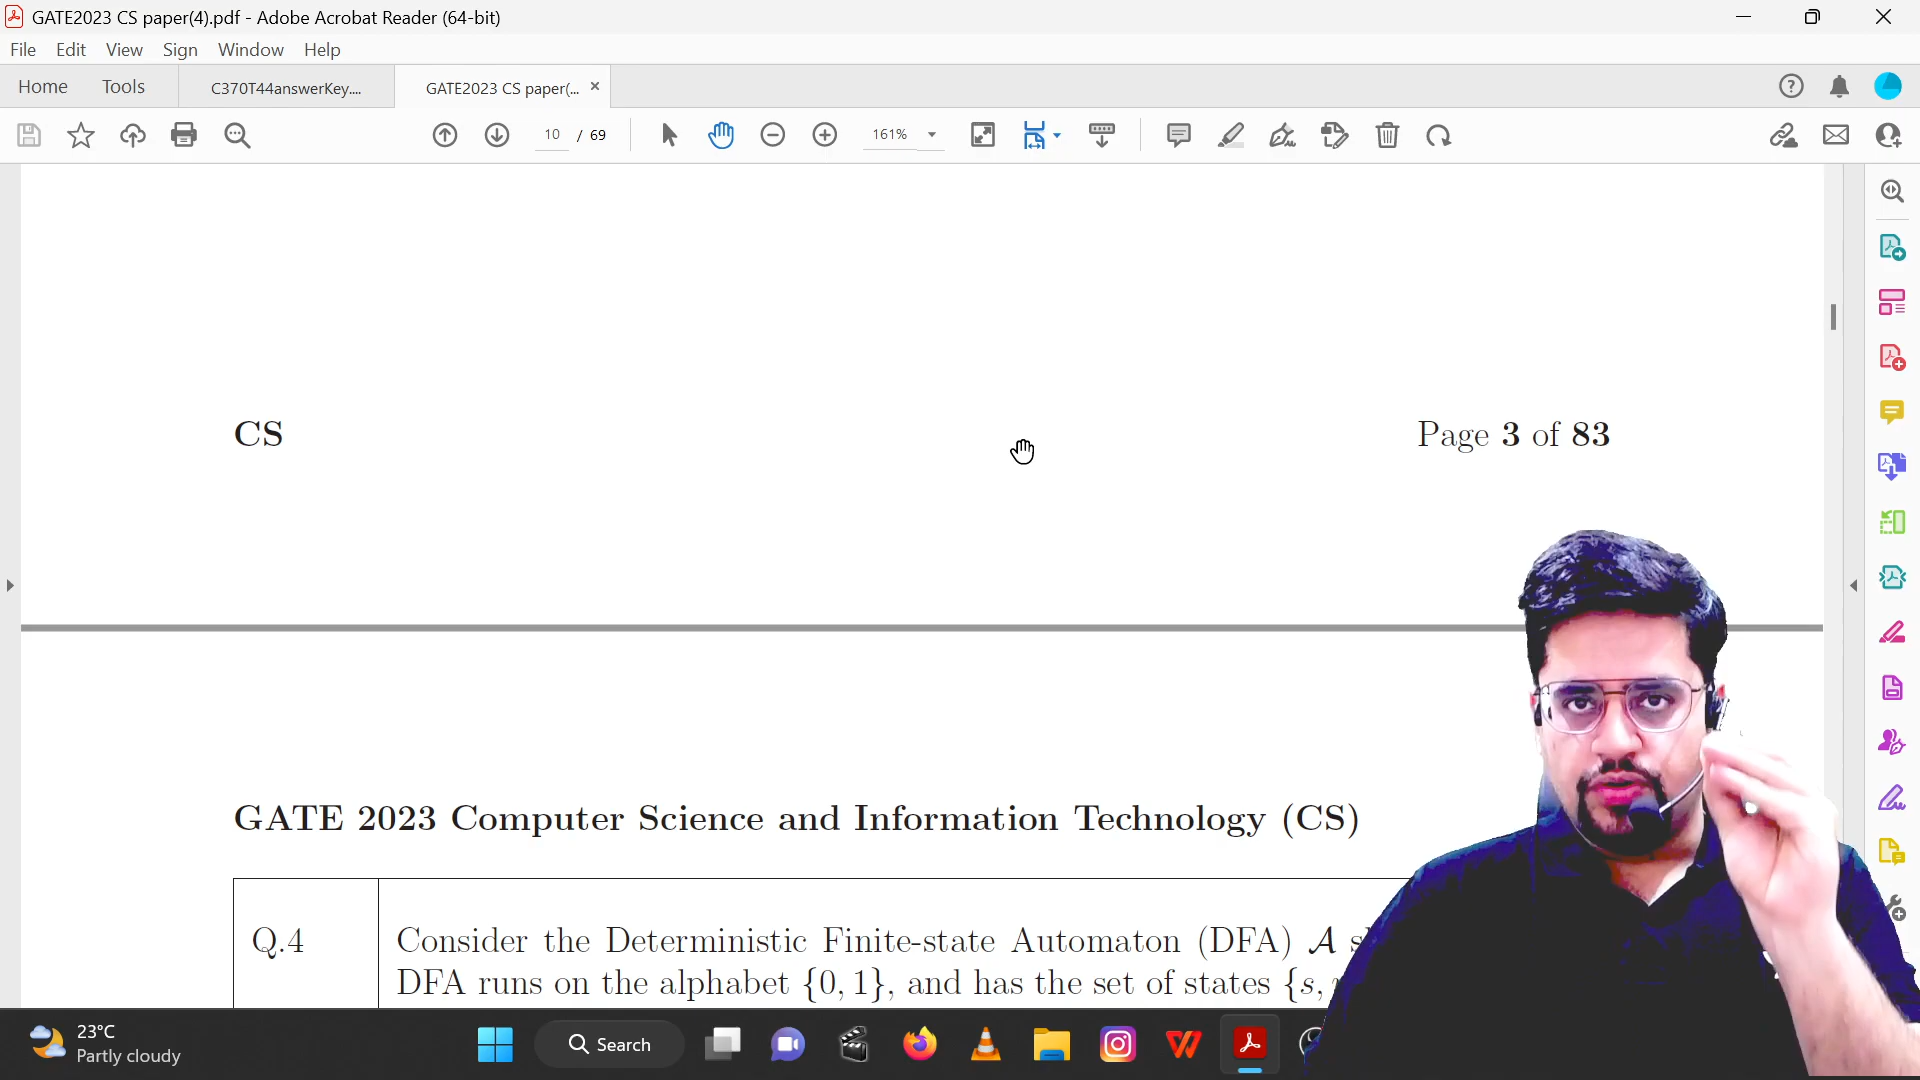 GATE2023 CS paper(4).pdf - Adobe Acrobat Reader (64-bit)
File Edit View Sign Window Help
Home Tools C370T44answerKey.... GATE2023 CS paper(...
10 / 69 161%
CS Page 3 of 83
GATE 2023 Computer Science and Information Technology (CS)
Q.4 Consider the Deterministic Finite-state Automaton (DFA) 𝒜
DFA runs on the alphabet {0, 1}, and has the set of states {s,
23°C
Partly cloudy
Search